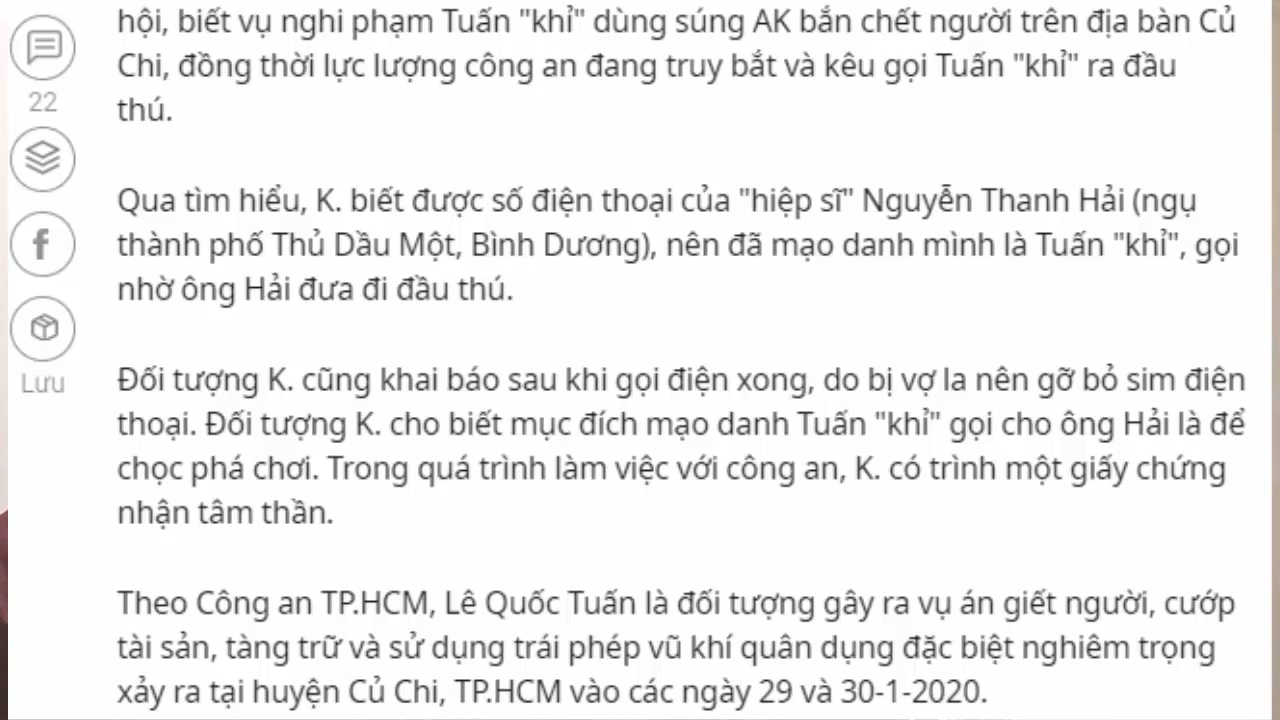 hội, biết vụ nghi phạm Tuấn "khỉ" dùng súng AK bắn chết người trên địa bàn Củ
Chi, đồng thời lực lượng công an đang truy bắt và kêu gọi Tuấn "khỉ" ra đầu
thú.
22
Qua tìm hiểu, K. biết được số điện thoại của "hiệp sĩ" Nguyễn Thanh Hải (ngụ
thành phố Thủ Dầu Một, Bình Dương), nên đã mạo danh mình là Tuấn "khỉ", gọi
nhờ ông Hải đưa đi đầu thú.
Lưu
Đối tượng K. cũng khai báo sau khi gọi điện xong, do bị vợ la nên gỡ bỏ sim điện
thoại. Đối tượng K. cho biết mục đích mạo danh Tuấn "khỉ" gọi cho ông Hải là để
chọc phá chơi. Trong quá trình làm việc với công an, K. có trình một giấy chứng
nhận tâm thần.
Theo Công an TP.HCM, Lê Quốc Tuấn là đối tượng gây ra vụ án giết người, cướp
tài sản, tàng trữ và sử dụng trái phép vũ khí quân dụng đặc biệt nghiêm trọng
xảy ra tại huyện Củ Chi, TP.HCM vào các ngày 29 và 30-1-2020.